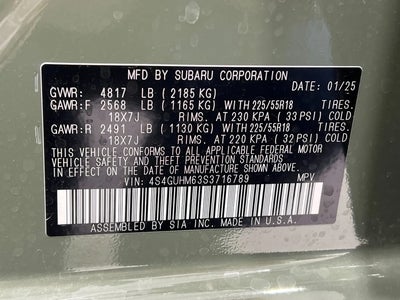 MFD. BY SUBARU CORPORATION DATE: 01/25
GVWR: 4817 LB ( 2185 KG)
GAWR:F 2568 LB ( 1165 KG) WITH 225/55R18 TIRES.
18X7J RIMS. AT 230 KPA ( 33 PSI) COLD
GAWR:R 2491 LB ( 1130 KG) WITH 225/55R18 TIRES.
18X7J RIMS. AT 220 KPA ( 32 PSI) COLD
THIS VEHICLE CONFORMS TO ALL APPLICABLE FEDERAL MOTOR
VEHICLE SAFETY STANDARDS IN EFFECT ON THE DATE OF
MANUFACTURE SHOWN ABOVE.
VIN: 4S4GUHM63S3716789 MPV
ASSEMBLED BY SIA INC. MADE IN U.S.A.